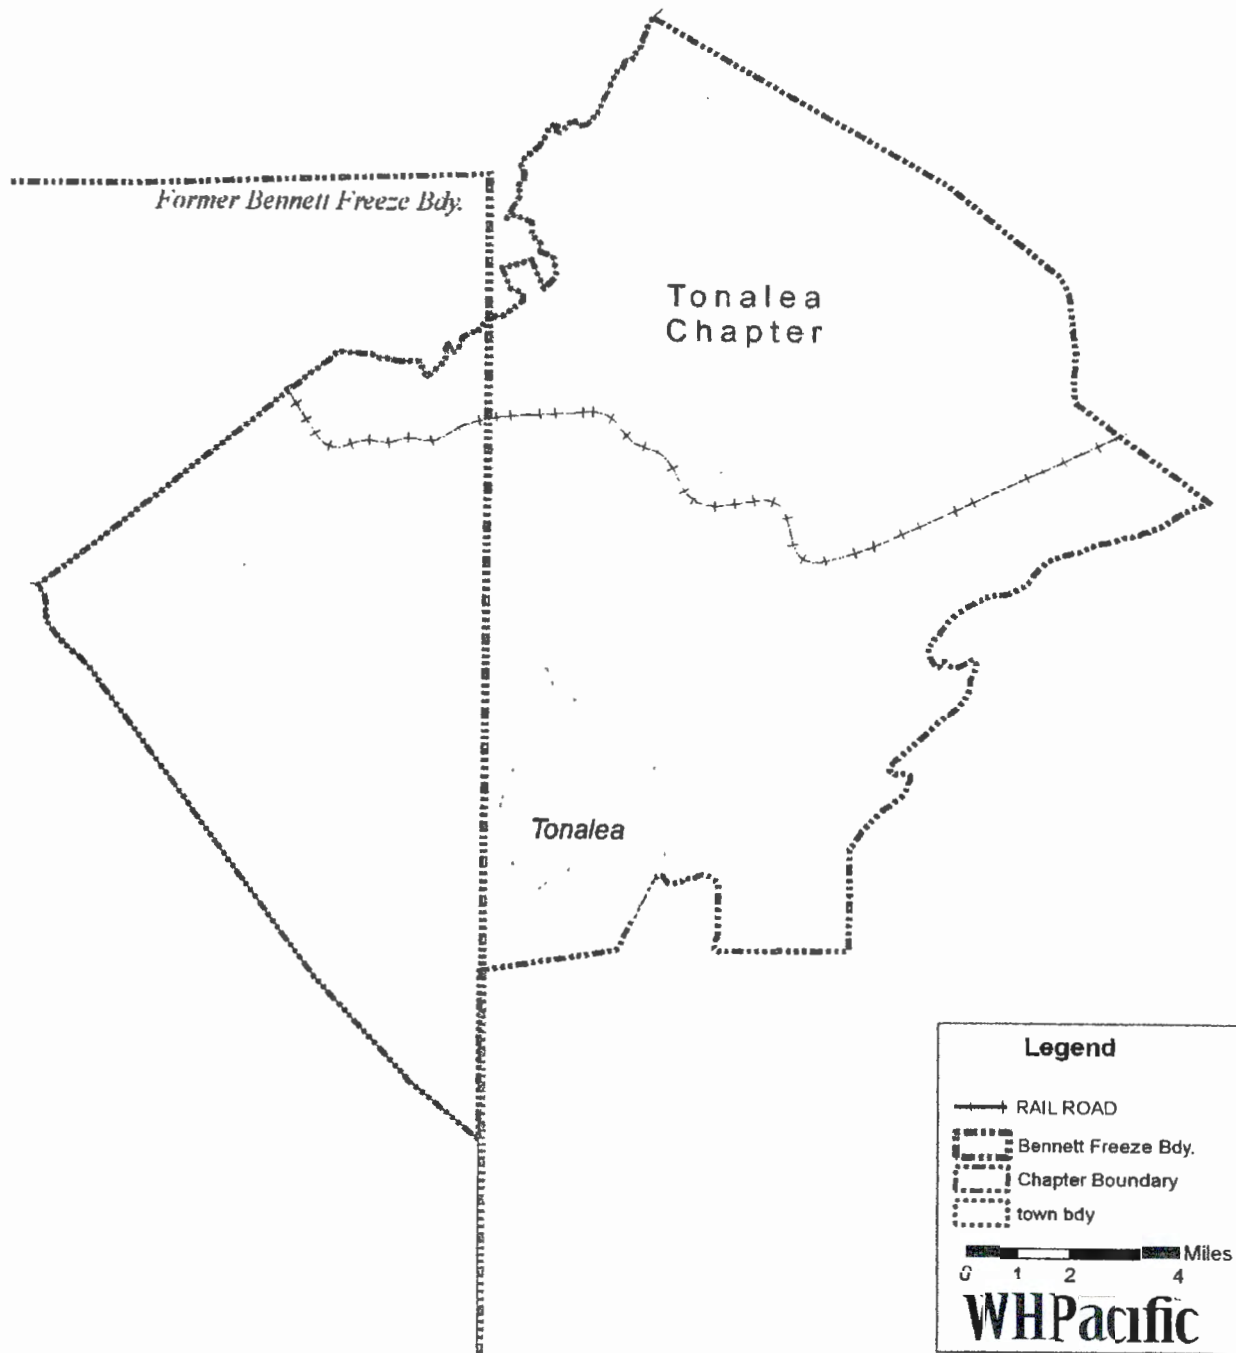 Former Bennett Freeze Bdy.
Tonalea
Chapter
Tonalea
Legend
RAIL ROAD
Bennett Freeze Bdy.
Chapter Boundary
town bdy
Miles
0 1 2 4
WHPacific